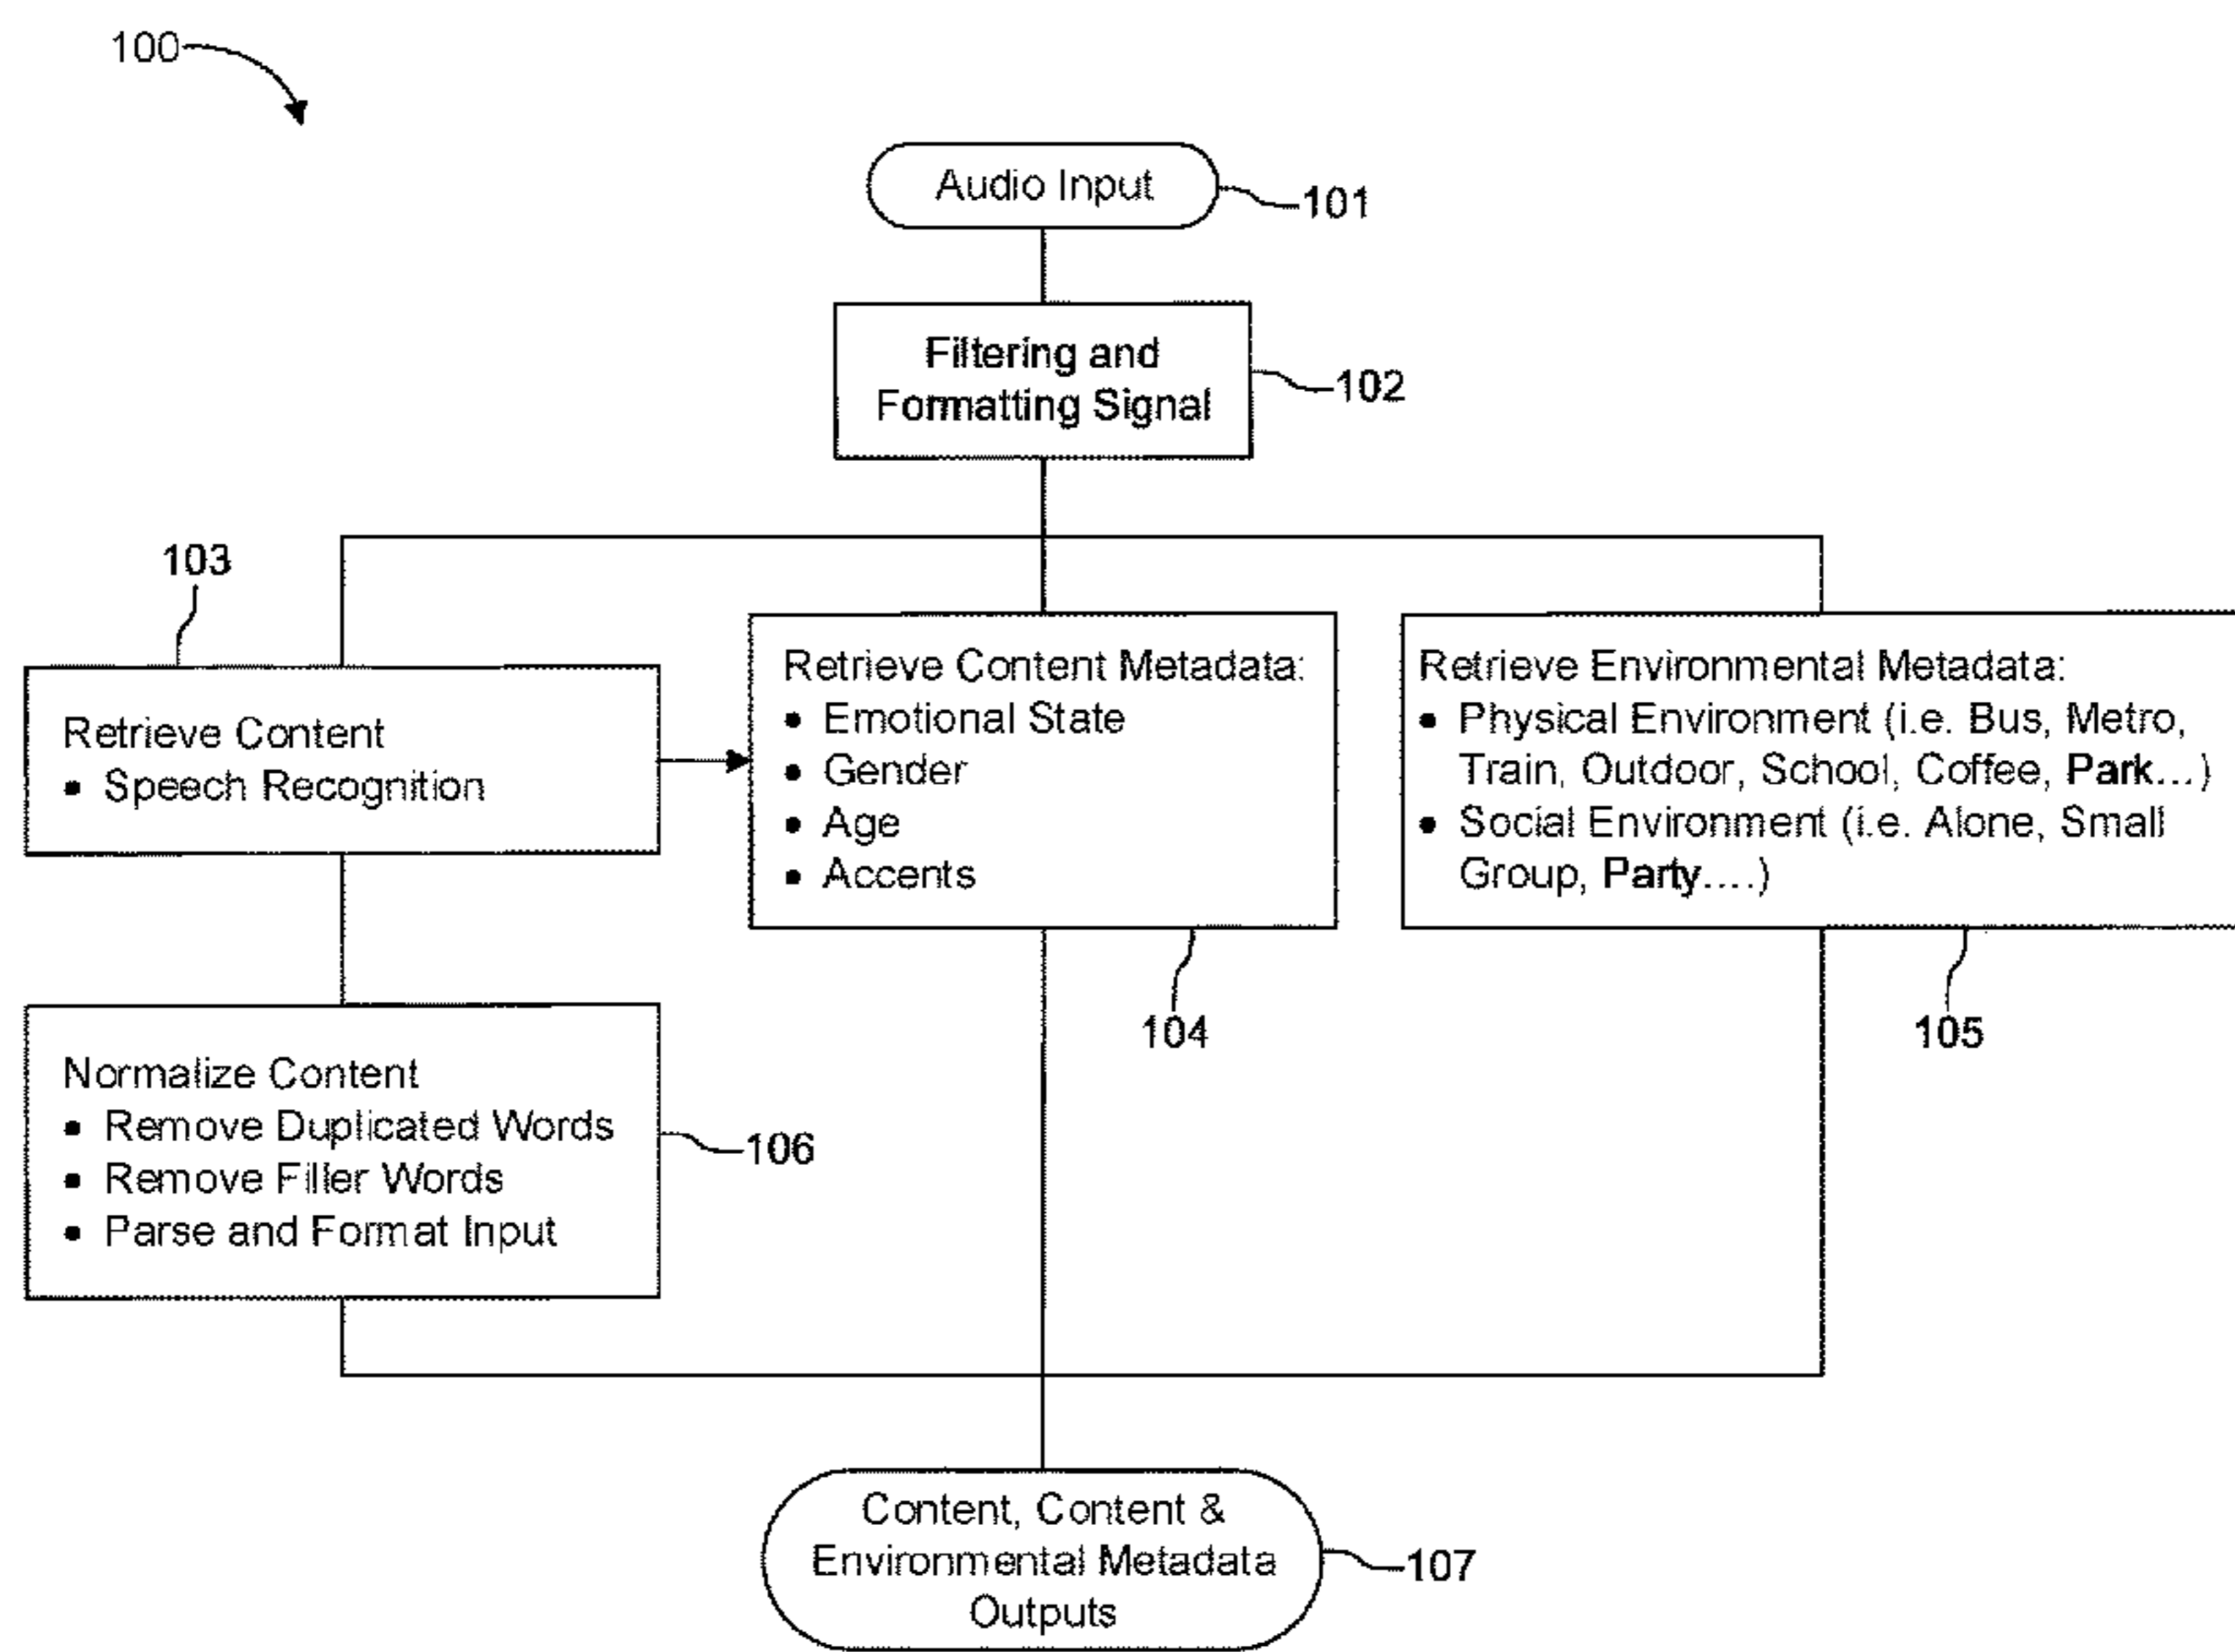 100
Audio Input
101
Filtering and
Formatting Signal
102
103
Retrieve Content
• Speech Recognition
Retrieve Content Metadata:
• Emotional State
• Gender
• Age
• Accents
104
Retrieve Environmental Metadata:
• Physical Environment (i.e. Bus, Metro,
Train, Outdoor, School, Coffee, Park...)
• Social Environment (i.e. Alone, Small
Group, Party....)
105
Normalize Content
• Remove Duplicated Words
• Remove Filler Words
• Parse and Format Input
106
Content, Content &
Environmental Metadata
Outputs
107